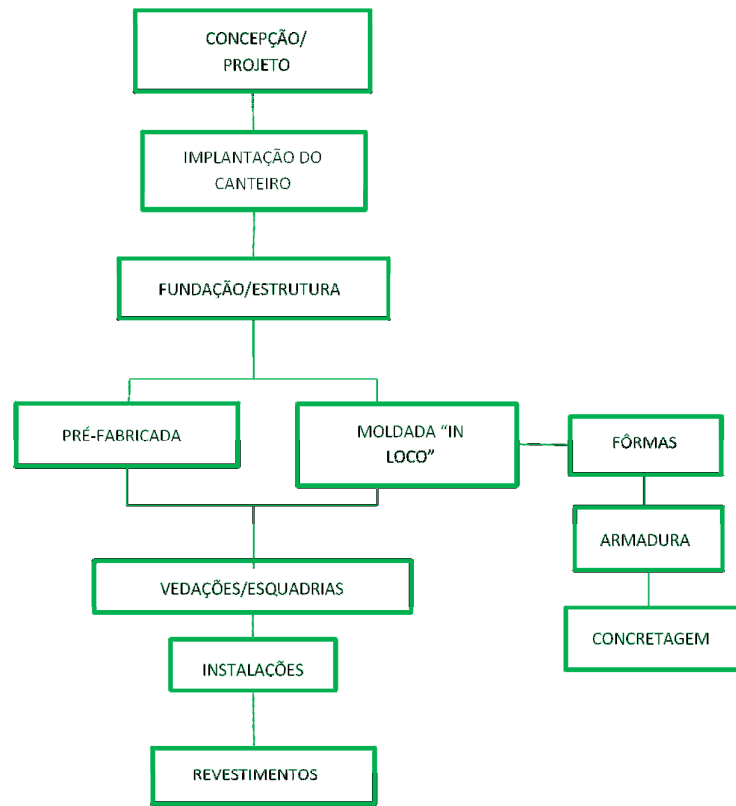 CONCEPÇÃO/
PROJETO
IMPLANTAÇÃO DO
CANTEIRO
FUNDAÇÃO/ESTRUTURA
PRÉ-FABRICADA
MOLDADA “IN
LOCO”
FÔRMAS
ARMADURA
CONCRETAGEM
VEDAÇÕES/ESQUADRIAS
INSTALAÇÕES
REVESTIMENTOS